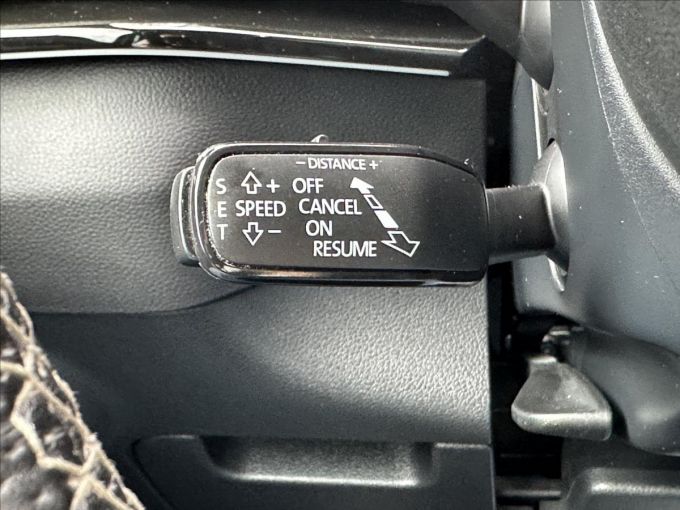 – DISTANCE +
S + OFF
E SPEED CANCEL
T – ON
RESUME